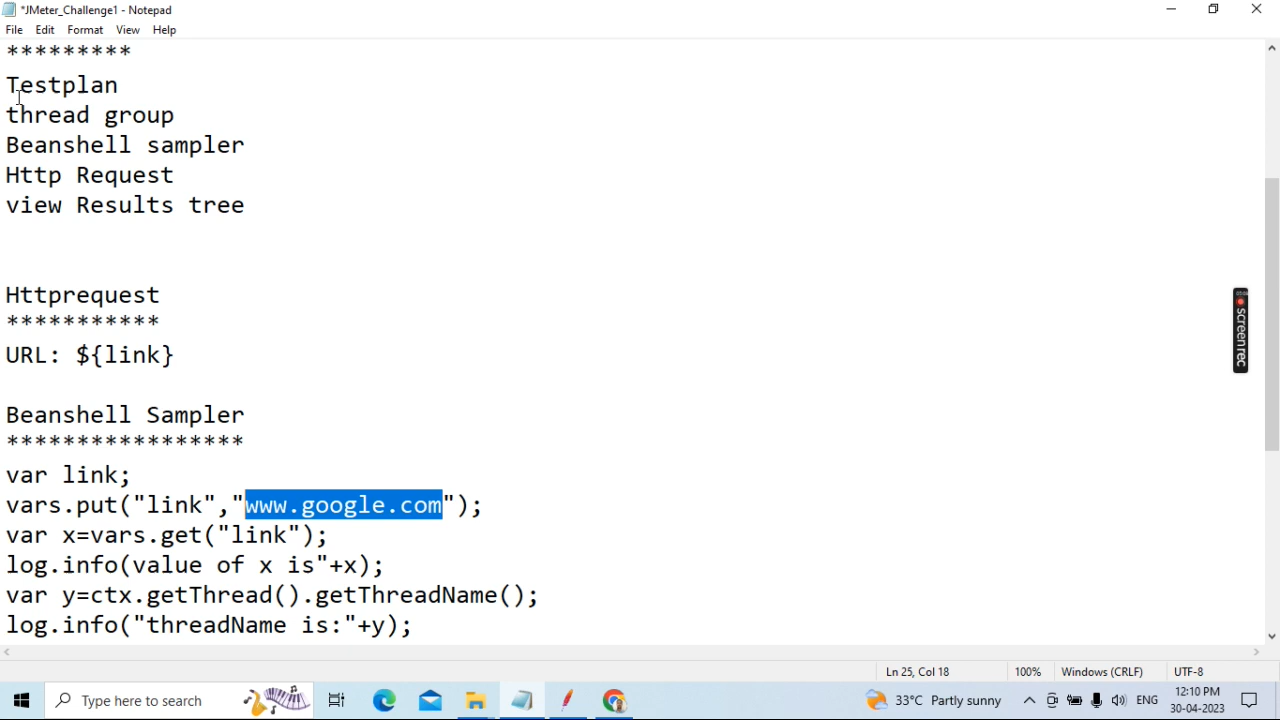 *JMeter_Challenge1 - Notepad
File Edit Format View Help
*********
Testplan
thread group
Beanshell sampler
Http Request
view Results tree
Httprequest
***********
URL: ${link}
Beanshell Sampler
*****************
var link;
vars.put("link","www.google.com");
var x=vars.get("link");
log.info(value of x is"+x);
var y=ctx.getThread().getThreadName();
log.info("threadName is:"+y);
screenrec
Ln 25, Col 18 100% Windows (CRLF) UTF-8
Type here to search 33°C Partly sunny ENG 12:10 PM
30-04-2023